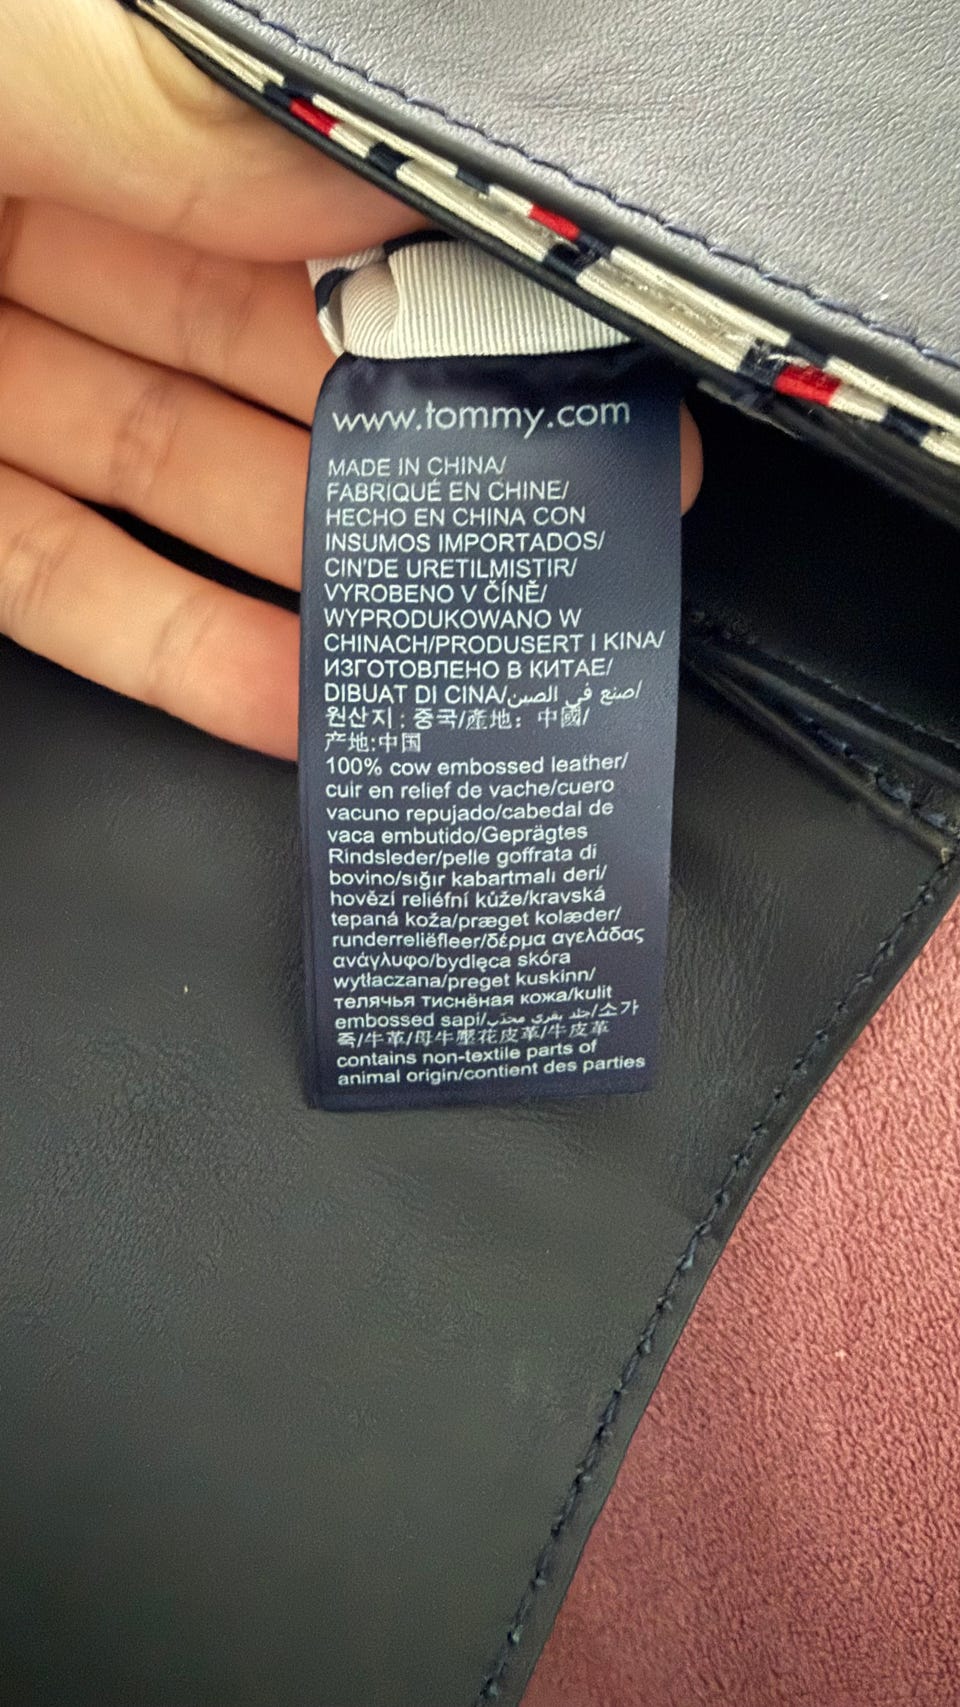 www.tommy.com
MADE IN CHINA/
FABRIQUÉ EN CHINE/
HECHO EN CHINA CON
INSUMOS IMPORTADOS/
CIN'DE URETILMISTIR/
VYROBENO V ČÍNĚ/
WYPRODUKOWANO W
CHINACH/PRODUSERT I KINA/
ИЗГОТОВЛЕНО В КИТАЕ/
DIBUAT DI CINA/صنع في الصين/
원산지 : 중국/產地： 中國/
产地:中国
100% cow embossed leather/
cuir en relief de vache/cuero
vacuno repujado/cabedal de
vaca embutido/Geprägtes
Rindsleder/pelle goffrata di
bovino/sığır kabartmalı deri/
hovězí reliéfní kůže/kravská
tepaná koža/præget kolæder/
runderreliëfleer/δέρμα αγελάδας
ανάγλυφο/bydlęca skóra
wytłaczana/preget kuskinn/
телячья тиснёная кожа/kulit
embossed sapi/جلد بقري محدّب/소가
죽/牛革/母牛壓花皮革/牛皮革
contains non-textile parts of
animal origin/contient des parties